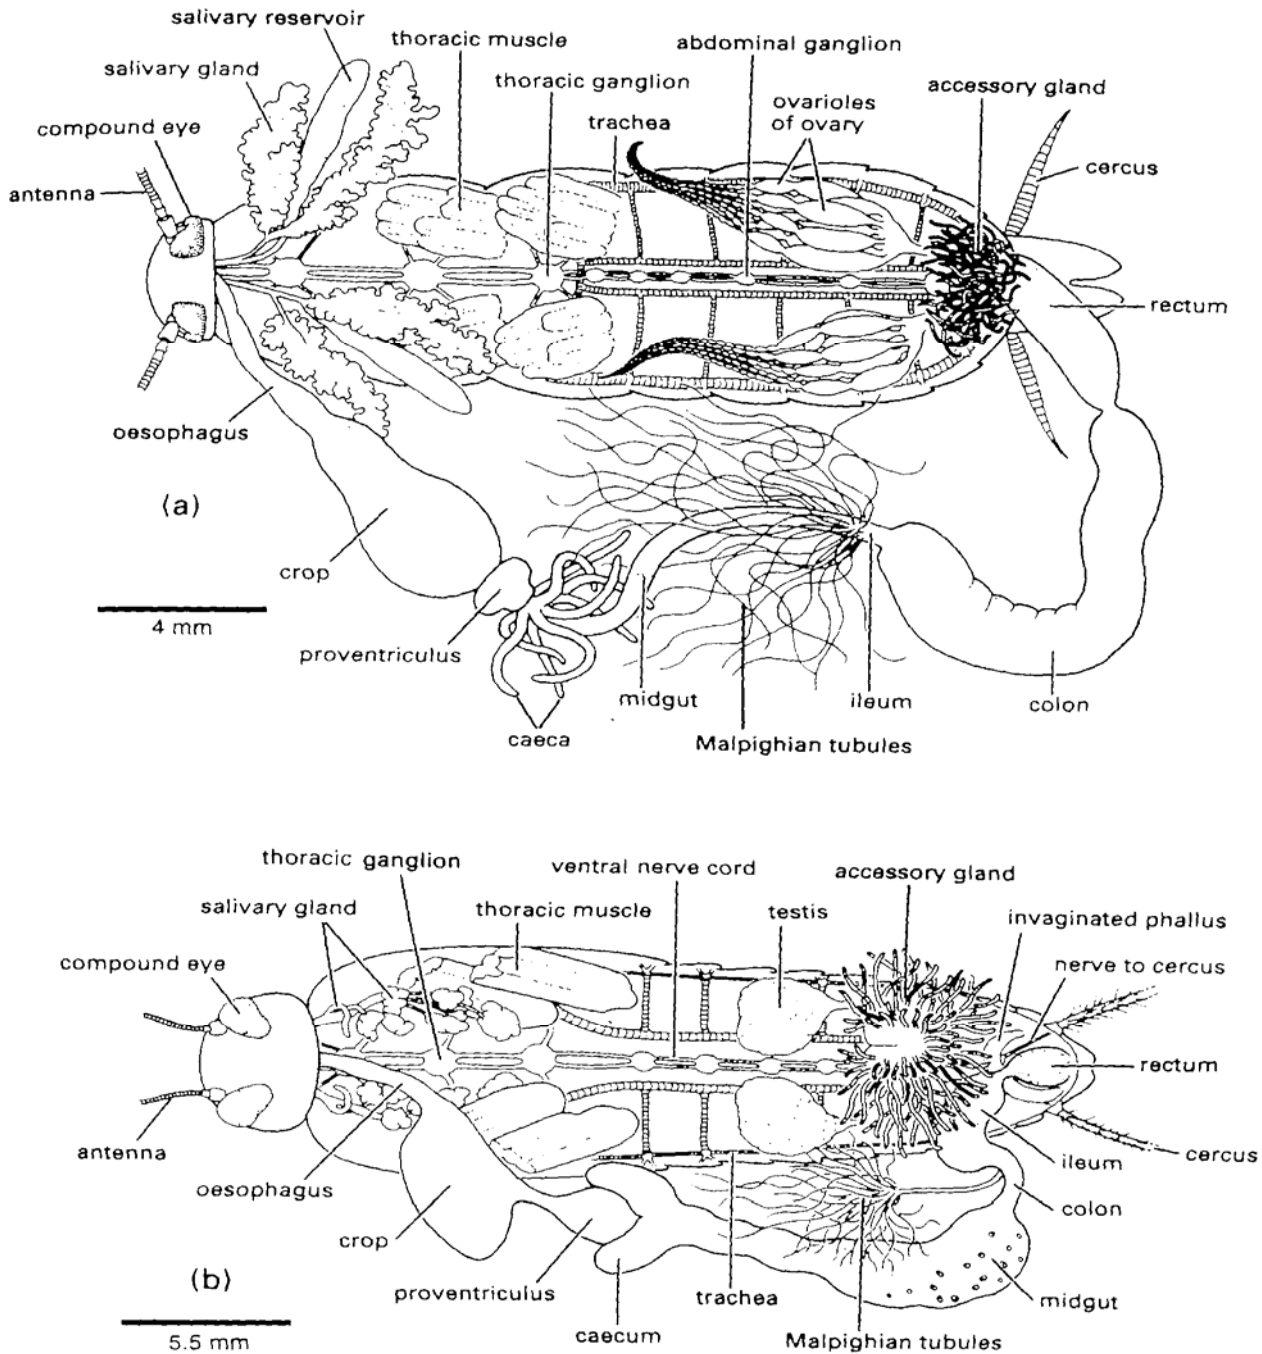 salivary reservoir
thoracic muscle
abdominal ganglion
salivary gland
thoracic ganglion
accessory gland
ovarioles
of ovary
compound eye
trachea
cercus
antenna
rectum
oesophagus
(a)
crop
4 mm
proventriculus
midgut
ileum
colon
caeca
Malpighian tubules
thoracic ganglion
ventral nerve cord
accessory gland
salivary gland
thoracic muscle
testis
invaginated phallus
compound eye
nerve to cercus
rectum
antenna
cercus
ileum
oesophagus
colon
crop
(b)
proventriculus
trachea
midgut
caecum
Malpighian tubules
5.5 mm